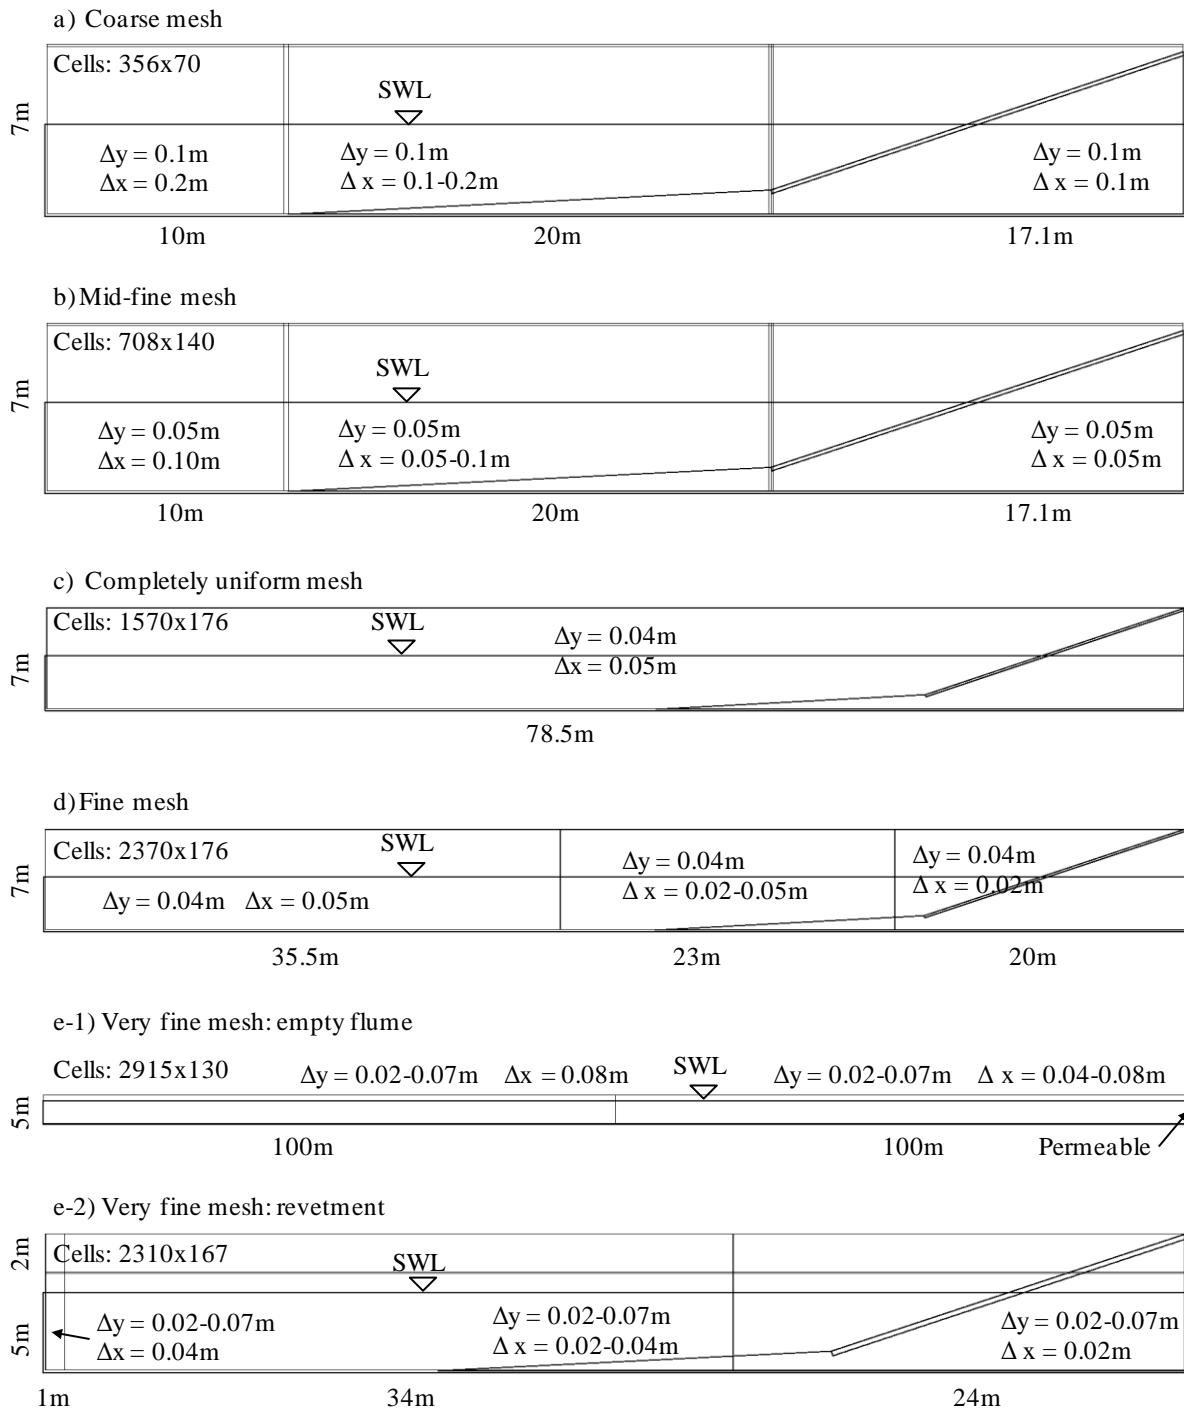 a) Coarse mesh
Cells: 356x70
SWL
7m
Δy = 0.1m
Δx = 0.2m
Δy = 0.1m
Δ x = 0.1-0.2m
Δy = 0.1m
Δ x = 0.1m
10m
20m
17.1m
b) Mid-fine mesh
Cells: 708x140
SWL
7m
Δy = 0.05m
Δx = 0.10m
Δy = 0.05m
Δ x = 0.05-0.1m
Δy = 0.05m
Δ x = 0.05m
10m
20m
17.1m
c) Completely uniform mesh
Cells: 1570x176
SWL
7m
Δy = 0.04m
Δx = 0.05m
78.5m
d) Fine mesh
Cells: 2370x176
SWL
7m
Δy = 0.04m Δx = 0.05m
Δy = 0.04m
Δ x = 0.02-0.05m
Δy = 0.04m
Δ x = 0.02m
35.5m
23m
20m
e-1) Very fine mesh: empty flume
Cells: 2915x130
Δy = 0.02-0.07m Δx = 0.08m
SWL
Δy = 0.02-0.07m Δ x = 0.04-0.08m
5m
100m
100m
Permeable
e-2) Very fine mesh: revetment
2m
Cells: 2310x167
SWL
5m
Δy = 0.02-0.07m
Δx = 0.04m
Δy = 0.02-0.07m
Δ x = 0.02-0.04m
Δy = 0.02-0.07m
Δ x = 0.02m
1m
34m
24m